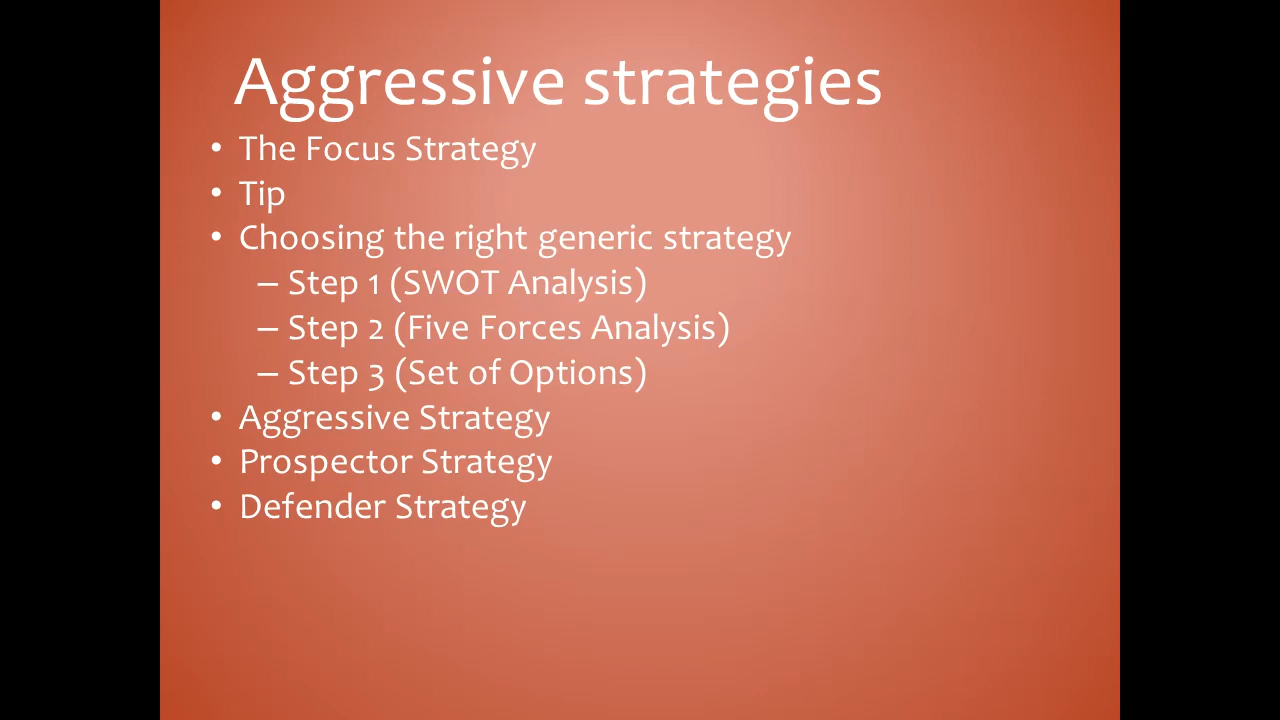 Aggressive strategies
• The Focus Strategy
• Tip
• Choosing the right generic strategy
– Step 1 (SWOT Analysis)
– Step 2 (Five Forces Analysis)
– Step 3 (Set of Options)
• Aggressive Strategy
• Prospector Strategy
• Defender Strategy